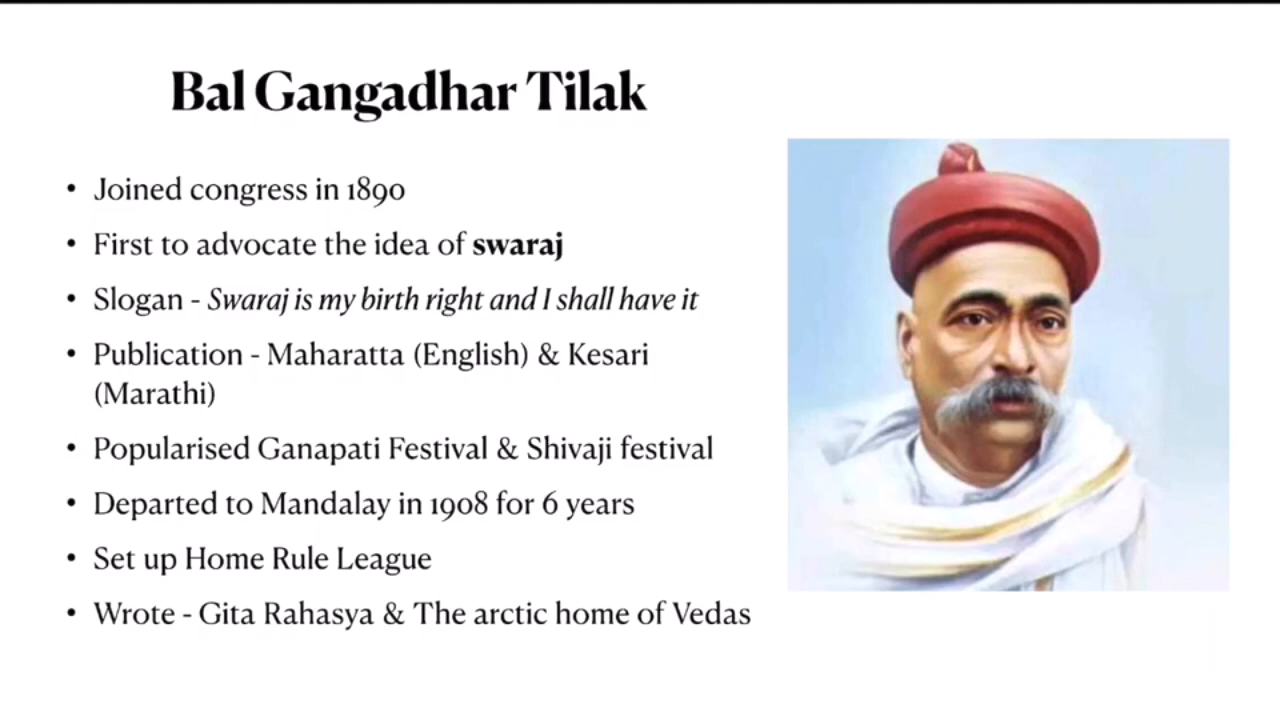 Bal Gangadhar Tilak
• Joined congress in 1890
• First to advocate the idea of swaraj
• Slogan - Swaraj is my birth right and I shall have it
• Publication - Maharatta (English) & Kesari
(Marathi)
• Popularised Ganapati Festival & Shivaji festival
• Departed to Mandalay in 1908 for 6 years
• Set up Home Rule League
• Wrote - Gita Rahasya & The arctic home of Vedas